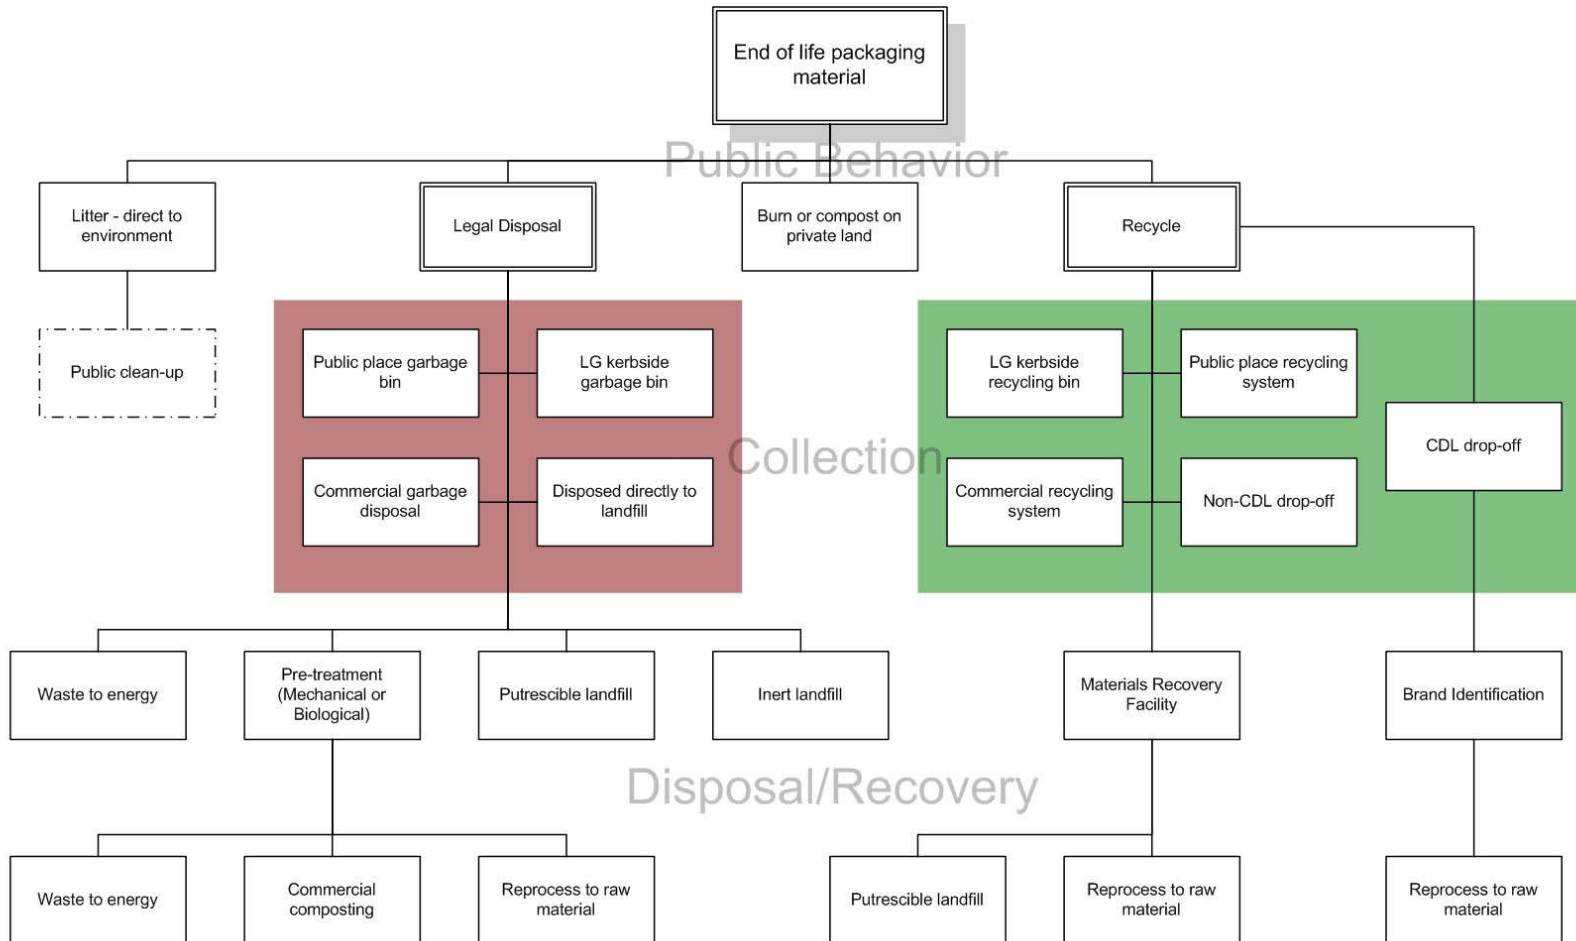 End of life packaging
material
Public Behavior
Litter - direct to
environment
Legal Disposal
Burn or compost on
private land
Recycle
Public clean-up
Public place garbage
bin
LG kerbside
garbage bin
LG kerbside
recycling bin
Public place recycling
system
CDL drop-off
Collection
Commercial garbage
disposal
Disposed directly to
landfill
Commercial recycling
system
Non-CDL drop-off
Waste to energy
Pre-treatment
(Mechanical or
Biological)
Putrescible landfill
Inert landfill
Materials Recovery
Facility
Brand Identification
Disposal/Recovery
Waste to energy
Commercial
composting
Reprocess to raw
material
Putrescible landfill
Reprocess to raw
material
Reprocess to raw
material